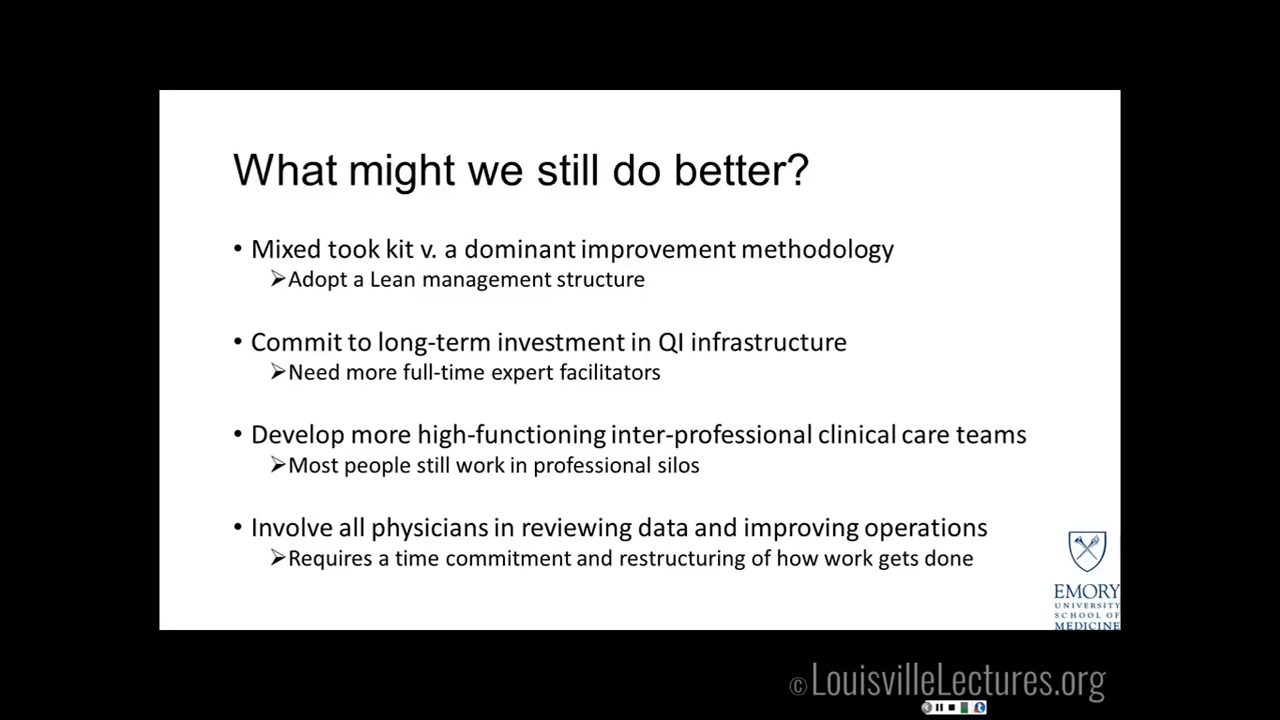 What might we still do better?
• Mixed took kit v. a dominant improvement methodology
➢Adopt a Lean management structure
• Commit to long-term investment in QI infrastructure
➢Need more full-time expert facilitators
• Develop more high-functioning inter-professional clinical care teams
➢Most people still work in professional silos
• Involve all physicians in reviewing data and improving operations
➢Requires a time commitment and restructuring of how work gets done
EMORY
UNIVERSITY
SCHOOL OF
MEDICINE
© LouisvilleLectures.org